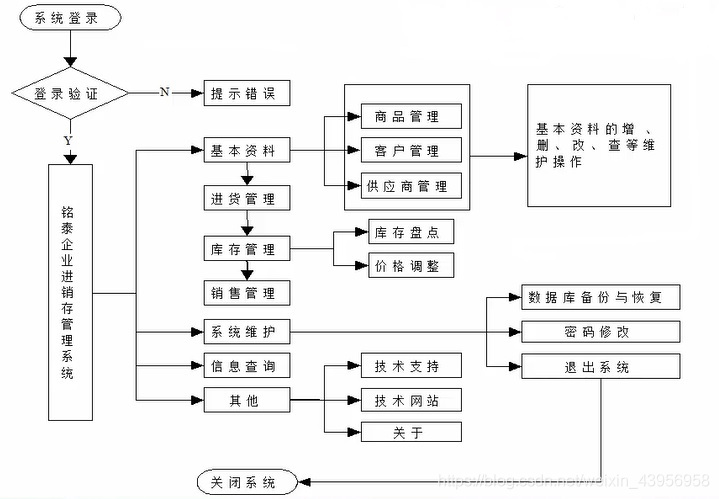 系统登录
登录验证
N
提示错误
Y
铭泰企业进销存管理系统
基本资料
进货管理
库存管理
销售管理
系统维护
信息查询
其他
商品管理
客户管理
供应商管理
基本资料的增、
删、改、查等维
护操作
库存盘点
价格调整
数据库备份与恢复
密码修改
退出系统
技术支持
技术网站
关于
关闭系统
https://blog.csdn.net/weixin_43956958